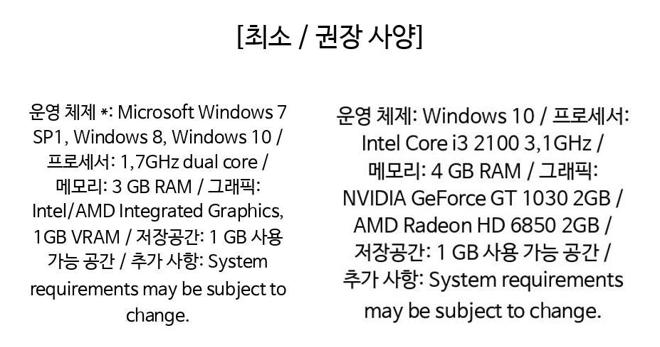 [최소 / 권장 사양]
운영 체제 *: Microsoft Windows 7
SP1, Windows 8, Windows 10 /
프로세서: 1,7GHz dual core /
메모리: 3 GB RAM / 그래픽:
Intel/AMD Integrated Graphics,
1GB VRAM / 저장공간: 1 GB 사용
가능 공간 / 추가 사항: System
requirements may be subject to
change.
운영 체제: Windows 10 / 프로세서:
Intel Core i3 2100 3,1GHz /
메모리: 4 GB RAM / 그래픽:
NVIDIA GeForce GT 1030 2GB /
AMD Radeon HD 6850 2GB /
저장공간: 1 GB 사용 가능 공간 /
추가 사항: System requirements
may be subject to change.